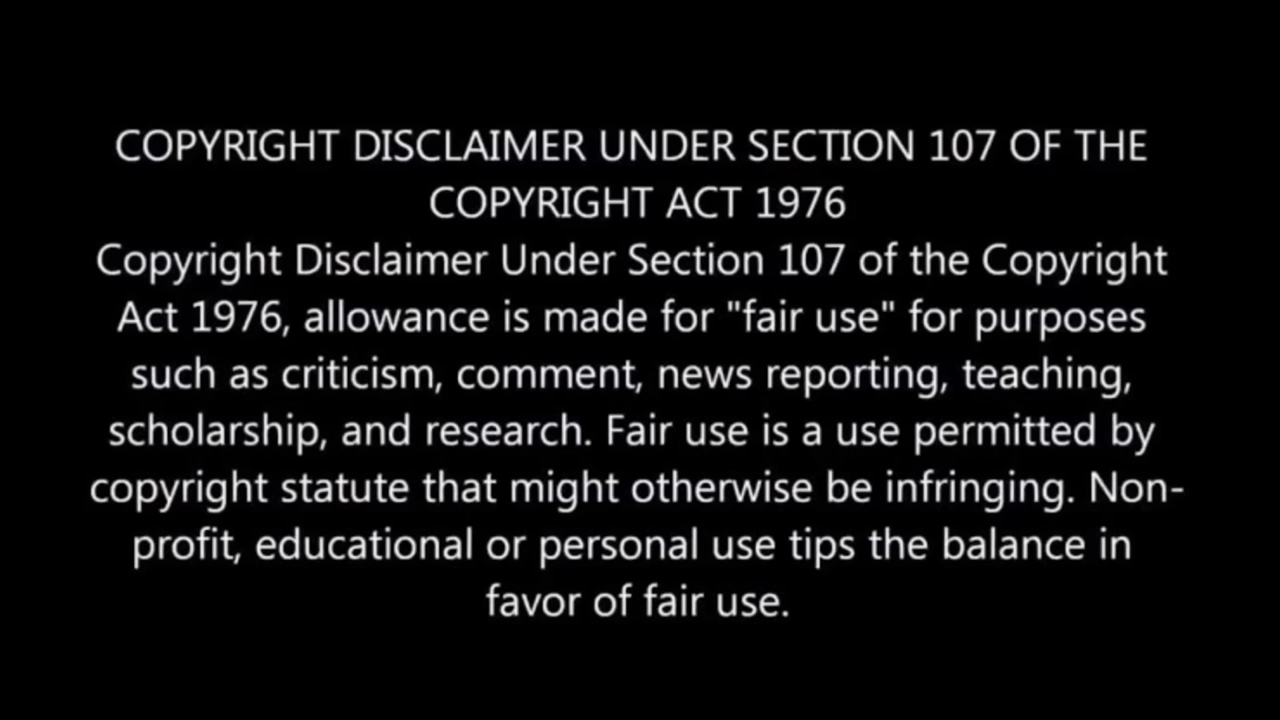 COPYRIGHT DISCLAIMER UNDER SECTION 107 OF THE
COPYRIGHT ACT 1976
Copyright Disclaimer Under Section 107 of the Copyright
Act 1976, allowance is made for "fair use" for purposes
such as criticism, comment, news reporting, teaching,
scholarship, and research. Fair use is a use permitted by
copyright statute that might otherwise be infringing. Non-
profit, educational or personal use tips the balance in
favor of fair use.